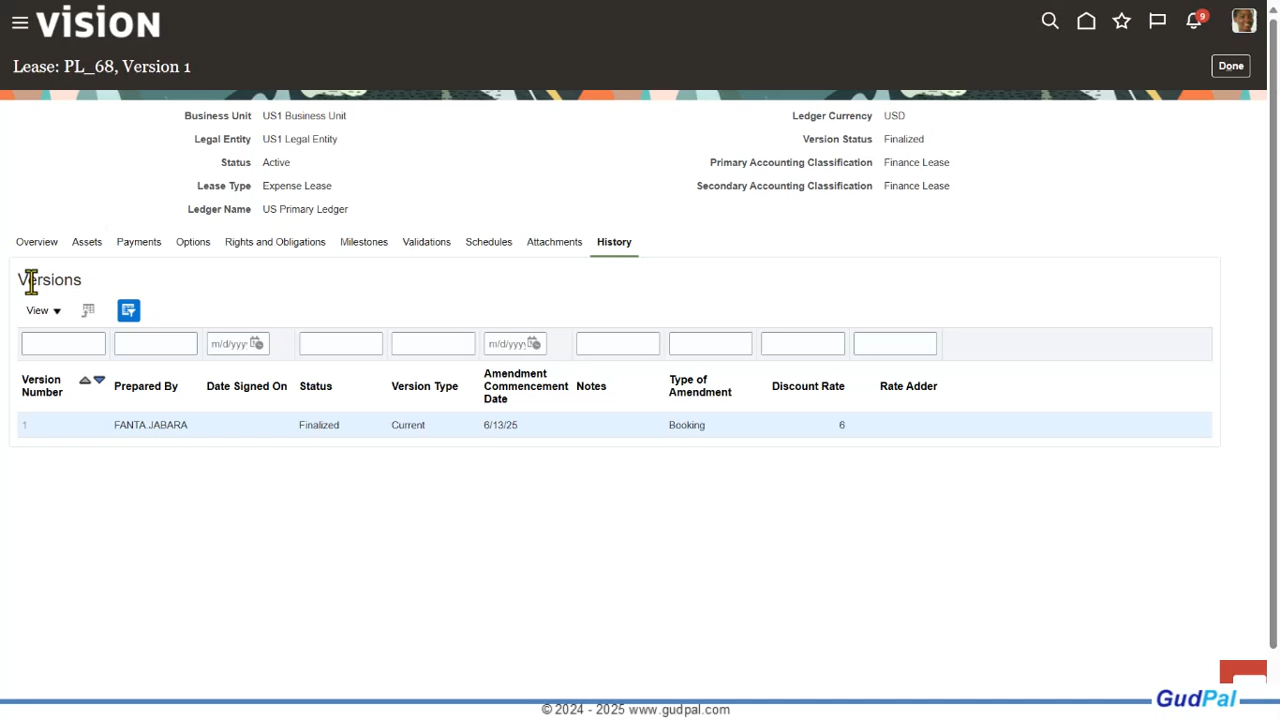 VISION
9
Lease: PL_68, Version 1
Done
Business Unit US1 Business Unit Ledger Currency USD
Legal Entity US1 Legal Entity Version Status Finalized
Status Active Primary Accounting Classification Finance Lease
Lease Type Expense Lease Secondary Accounting Classification Finance Lease
Ledger Name US Primary Ledger
Overview Assets Payments Options Rights and Obligations Milestones Validations Schedules Attachments History
Versions
View
m/d/yyy m/d/yyy
Version Number Prepared By Date Signed On Status Version Type Amendment Commencement Date Notes Type of Amendment Discount Rate Rate Adder
1 FANTA.JABARA Finalized Current 6/13/25 Booking 6
GudPal
© 2024 - 2025 www.gudpal.com